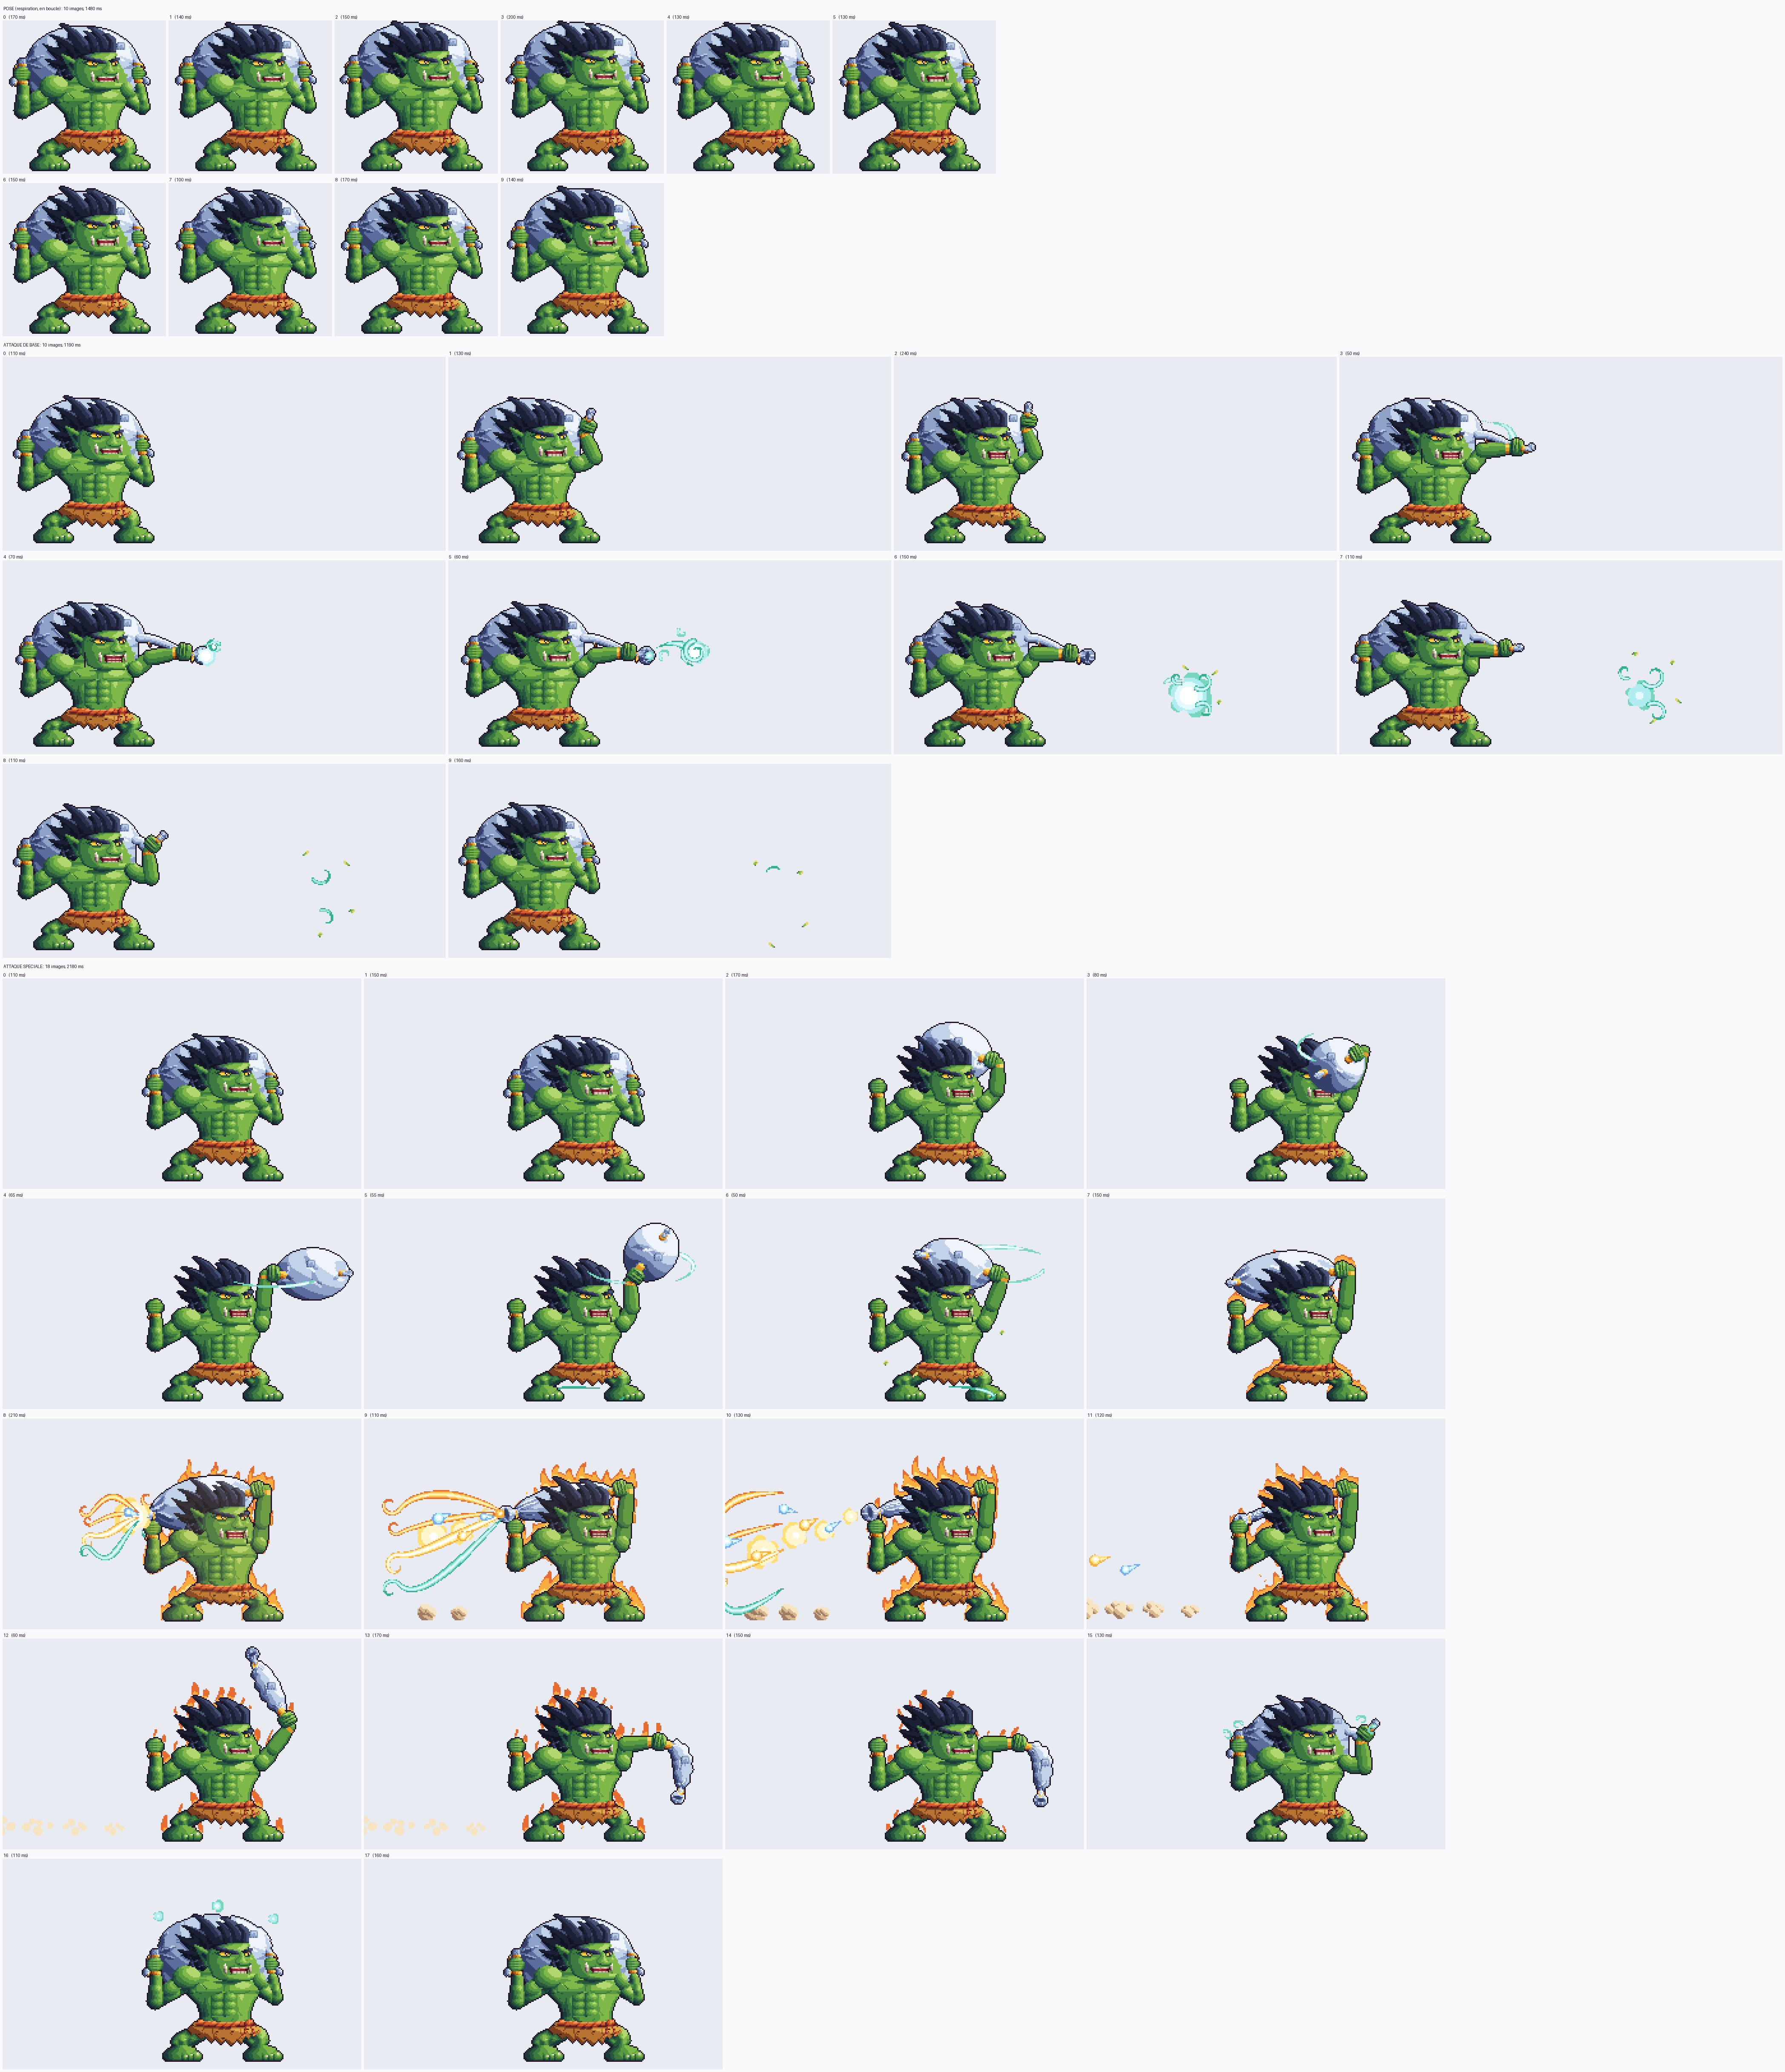 POSE (respiration, en boucle) : 10 images, 1480 ms
0 (170 ms) 1 (140 ms) 2 (150 ms) 3 (200 ms) 4 (130 ms) 5 (130 ms)
6 (150 ms) 7 (100 ms) 8 (170 ms) 9 (140 ms)
ATTAQUE DE BASE : 10 images, 1190 ms
0 (110 ms) 1 (130 ms) 2 (240 ms) 3 (50 ms)
4 (70 ms) 5 (60 ms) 6 (150 ms) 7 (110 ms)
8 (110 ms) 9 (160 ms)
ATTAQUE SPECIALE : 18 images, 2180 ms
0 (110 ms) 1 (150 ms) 2 (170 ms) 3 (80 ms)
4 (65 ms) 5 (55 ms) 6 (50 ms) 7 (150 ms)
8 (210 ms) 9 (110 ms) 10 (130 ms) 11 (120 ms)
12 (60 ms) 13 (170 ms) 14 (150 ms) 15 (130 ms)
16 (110 ms) 17 (160 ms)